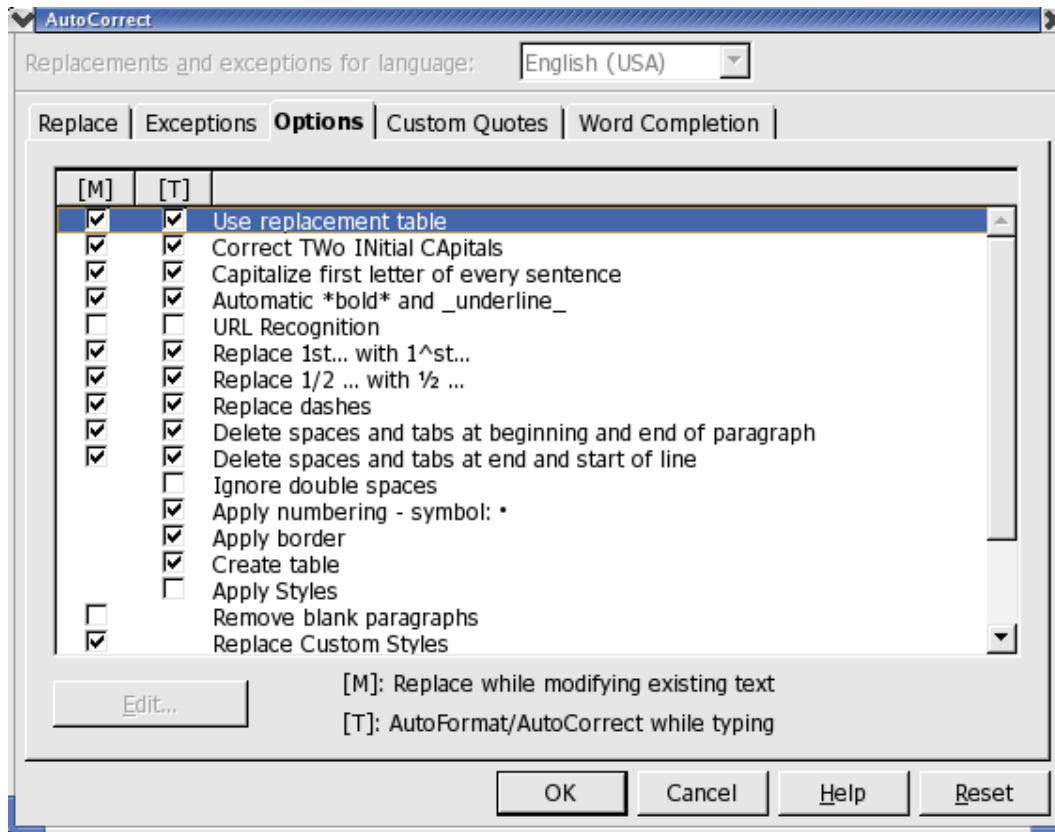 AutoCorrect
Replacements and exceptions for language: English (USA)
Replace Exceptions Options Custom Quotes Word Completion
[M] [T]
Use replacement table
Correct TWo INitial CApitals
Capitalize first letter of every sentence
Automatic *bold* and _underline_
URL Recognition
Replace 1st... with 1^st...
Replace 1/2 ... with ½ ...
Replace dashes
Delete spaces and tabs at beginning and end of paragraph
Delete spaces and tabs at end and start of line
Ignore double spaces
Apply numbering - symbol: •
Apply border
Create table
Apply Styles
Remove blank paragraphs
Replace Custom Styles
Edit...
[M]: Replace while modifying existing text
[T]: AutoFormat/AutoCorrect while typing
OK Cancel Help Reset